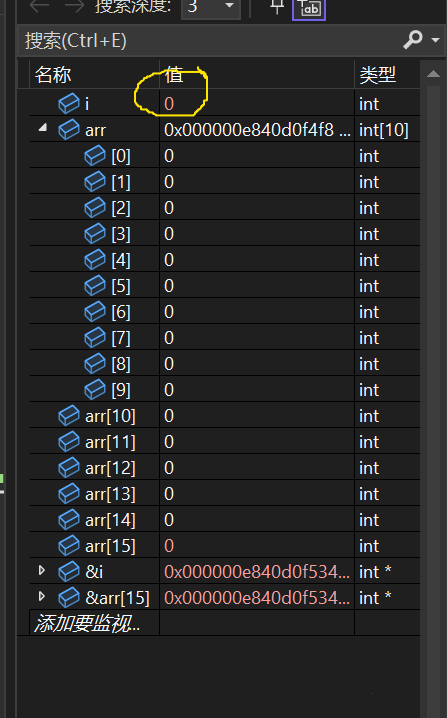 搜索深度: 3
搜索(Ctrl+E)
名称 值 类型
i 0 int
arr 0x000000e840d0f4f8 ... int[10]
[0] 0 int
[1] 0 int
[2] 0 int
[3] 0 int
[4] 0 int
[5] 0 int
[6] 0 int
[7] 0 int
[8] 0 int
[9] 0 int
arr[10] 0 int
arr[11] 0 int
arr[12] 0 int
arr[13] 0 int
arr[14] 0 int
arr[15] 0 int
&i 0x000000e840d0f534... int *
&arr[15] 0x000000e840d0f534... int *
添加要监视...